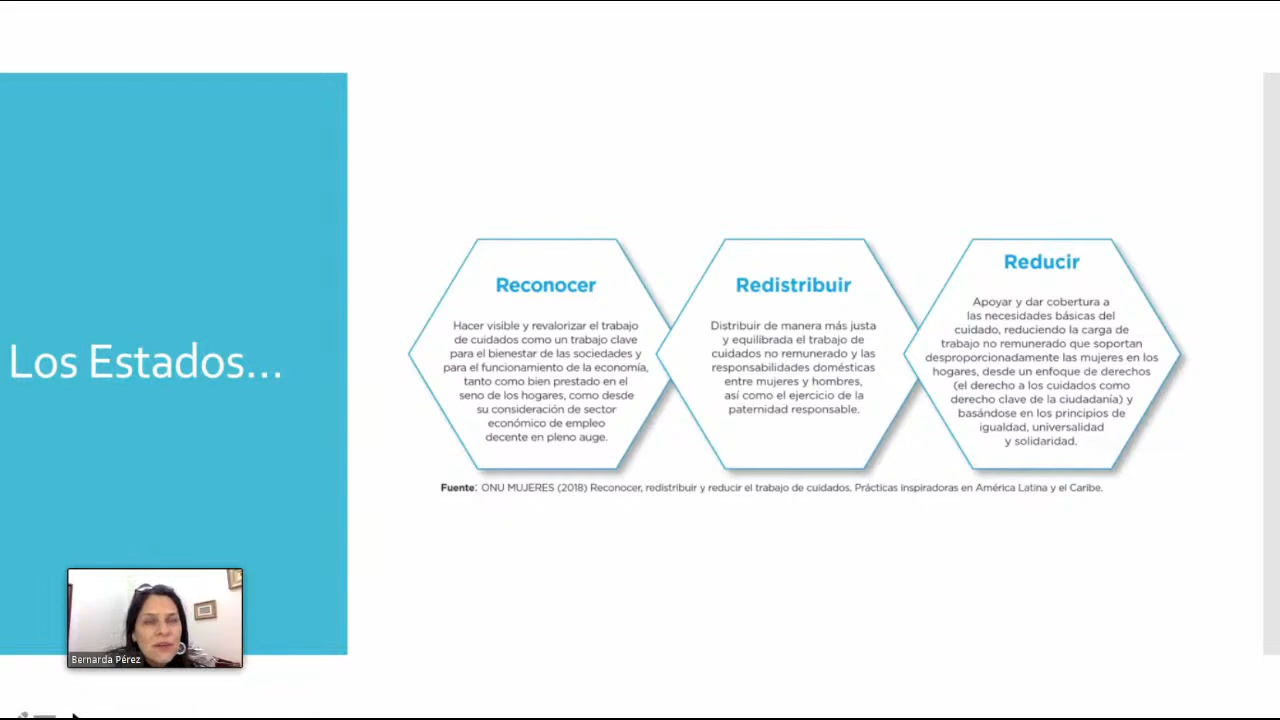 Los Estados...
Reconocer
Hacer visible y revalorizar el trabajo
de cuidados como un trabajo clave
para el bienestar de las sociedades y
para el funcionamiento de la economía,
tanto como bien prestado en el
seno de los hogares, como desde
su consideración de sector
económico de empleo
decente en pleno auge.
Redistribuir
Distribuir de manera más justa
y equilibrada el trabajo de
cuidados no remunerado y las
responsabilidades domésticas
entre mujeres y hombres,
así como el ejercicio de la
paternidad responsable.
Reducir
Apoyar y dar cobertura a
las necesidades básicas del
cuidado, reduciendo la carga de
trabajo no remunerado que soportan
desproporcionadamente las mujeres en los
hogares, desde un enfoque de derechos
(el derecho a los cuidados como
derecho clave de la ciudadanía) y
basándose en los principios de
igualdad, universalidad
y solidaridad.
Fuente: ONU MUJERES (2018) Reconocer, redistribuir y reducir el trabajo de cuidados. Prácticas inspiradoras en América Latina y el Caribe.
Bernarda Pérez